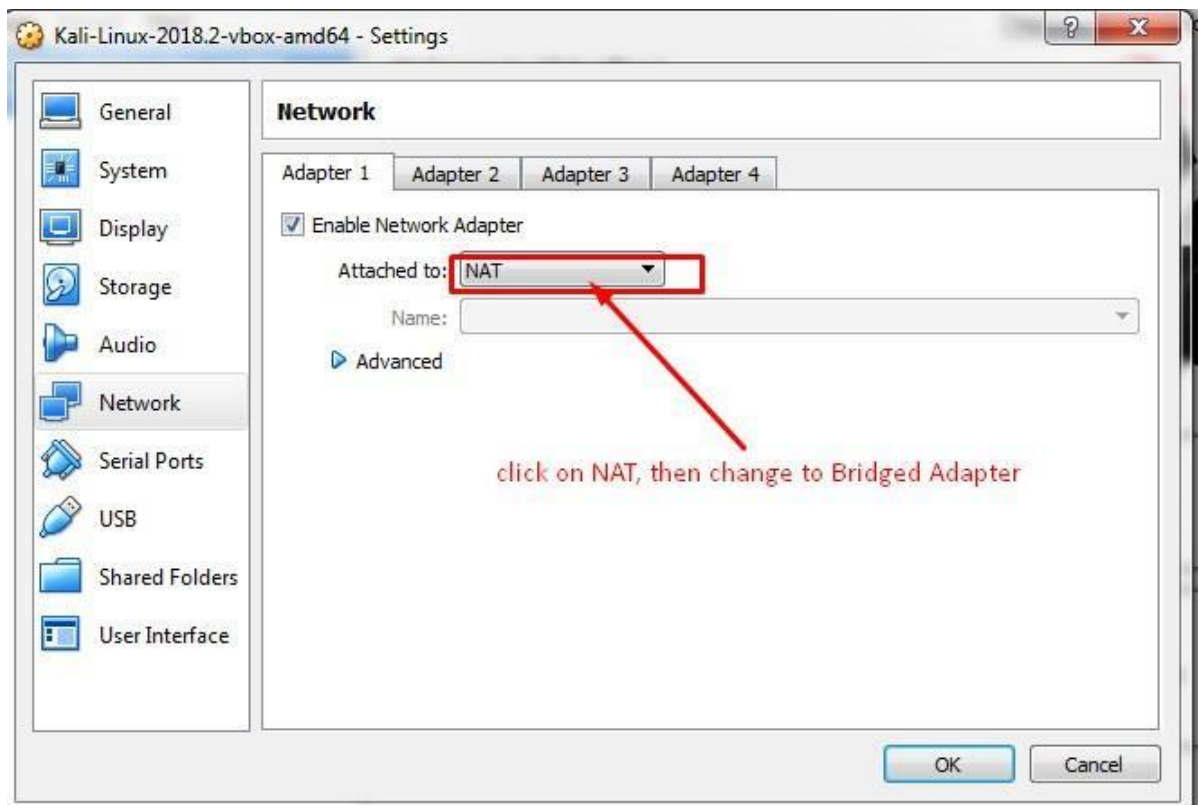 Kali-Linux-2018.2-vbox-amd64 - Settings
?
X
General
System
Display
Storage
Audio
Network
Serial Ports
USB
Shared Folders
User Interface
Network
Adapter 1
Adapter 2
Adapter 3
Adapter 4
Enable Network Adapter
Attached to: NAT
Name:
Advanced
click on NAT, then change to Bridged Adapter
OK
Cancel